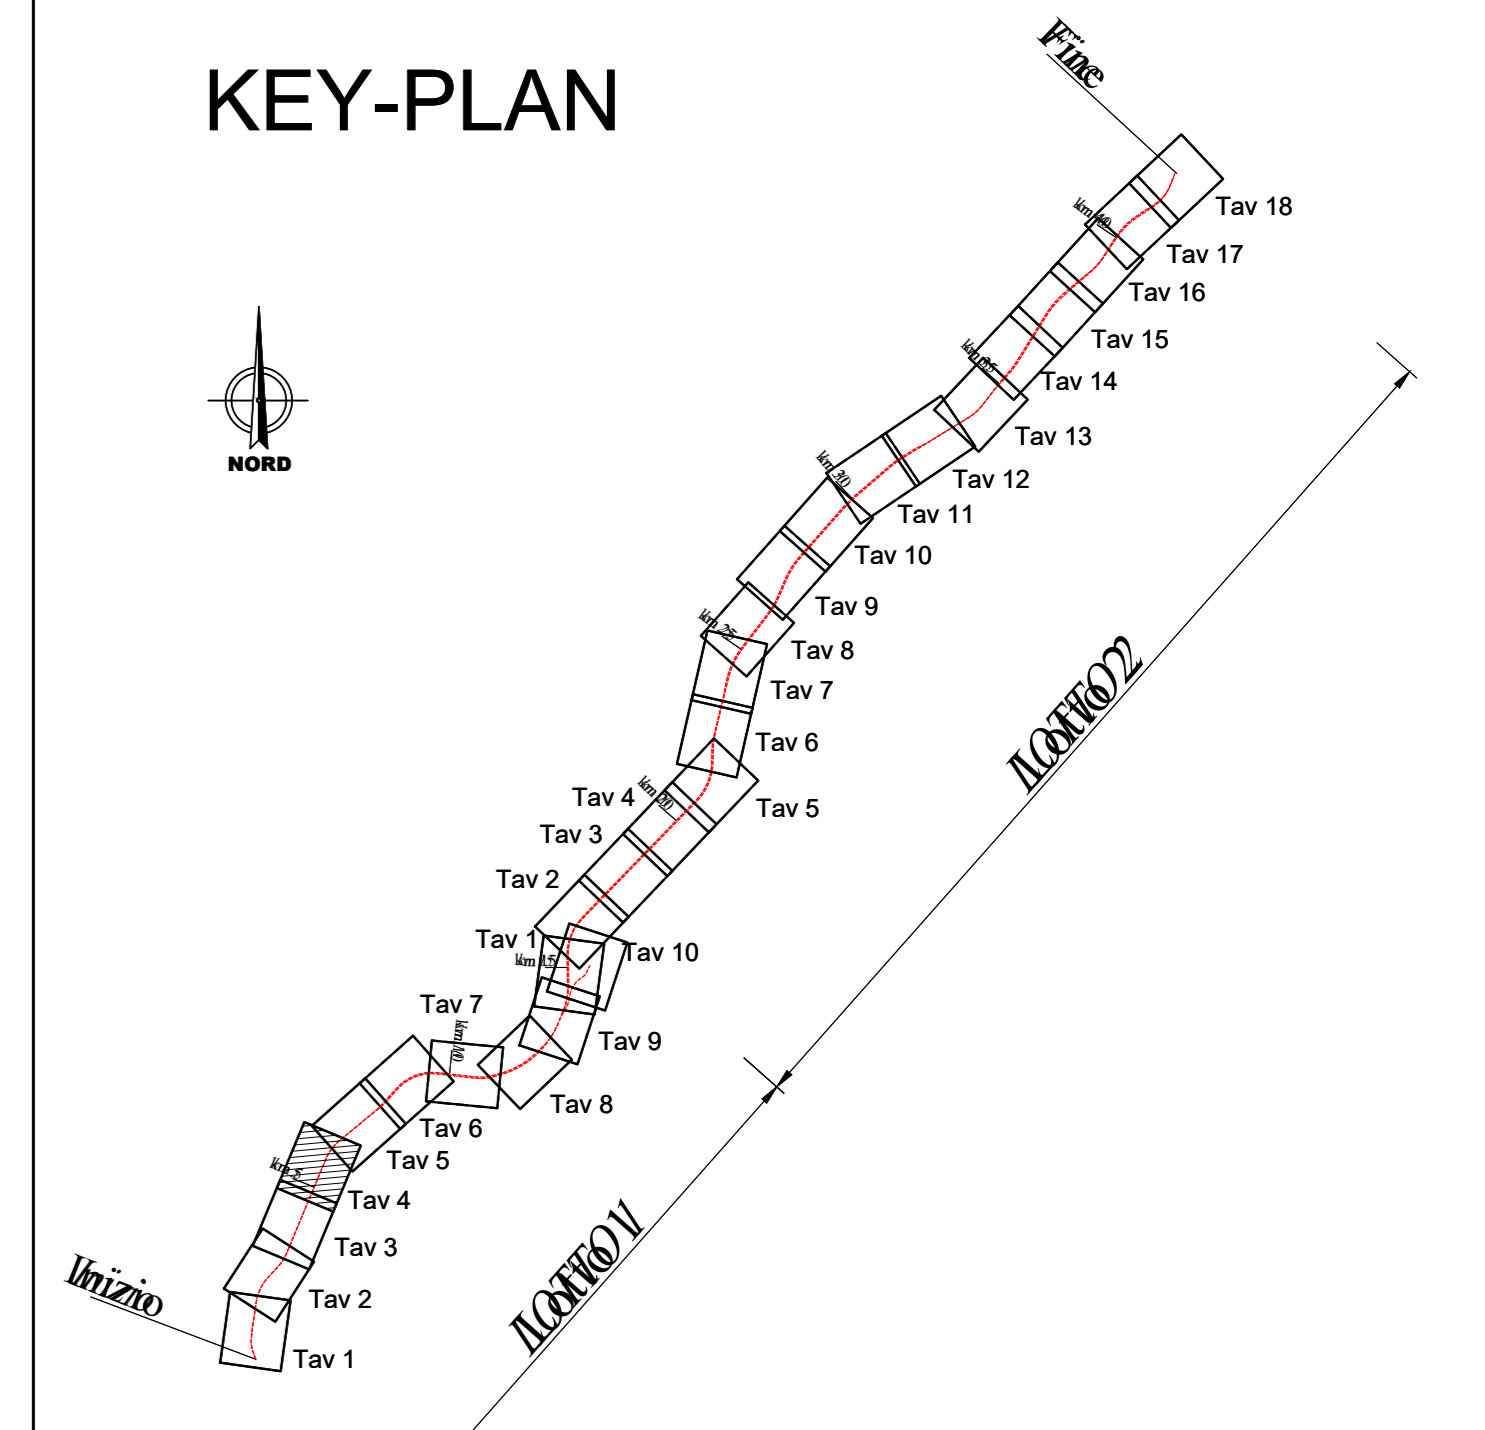 KEY-PLAN
Fine
Tav 18
km 40
Tav 17
Tav 16
Tav 15
km 35
Tav 14
Tav 13
NORD
km 30
Tav 12
Tav 11
Tav 10
Tav 9
km 25
Tav 8
Tav 7
LOTTO 2
Tav 6
km 20
Tav 4
Tav 5
Tav 3
Tav 2
Tav 1
Tav 10
km 15
Tav 7
km 10
Tav 9
Tav 8
Tav 6
Tav 5
km 5
Tav 4
LOTTO 1
Tav 3
Inizio
Tav 2
Tav 1